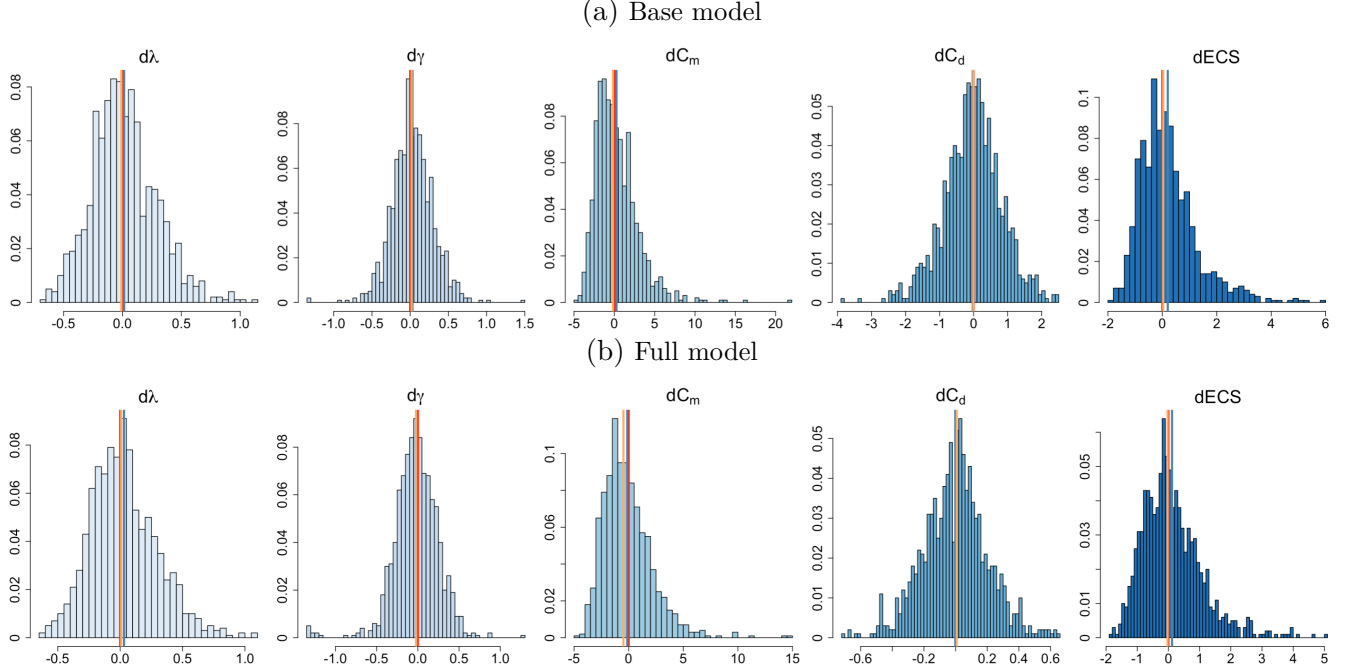 (a) Base model
dλ dγ dCm dCd dECS
0 0.02 0.04 0.06 0.08
-0.5 0.0 0.5 1.0
0 0.02 0.04 0.06 0.08
-1.0 -0.5 0.0 0.5 1.0 1.5
0 0.02 0.04 0.06 0.08
-5 0 5 10 15 20
0 0.01 0.02 0.03 0.04 0.05
-4 -3 -2 -1 0 1 2
0 0.02 0.04 0.06 0.08 0.1
-2 0 2 4 6
(b) Full model
dλ dγ dCm dCd dECS
0 0.02 0.04 0.06 0.08
-0.5 0.0 0.5 1.0
0 0.02 0.04 0.06 0.08
-1.0 -0.5 0.0 0.5 1.0
0 0.02 0.06 0.1
-5 0 5 10 15
0 0.01 0.02 0.03 0.04 0.05
-0.6 -0.2 0.2 0.6
0 0.01 0.03 0.05
-2 -1 0 1 2 3 4 5